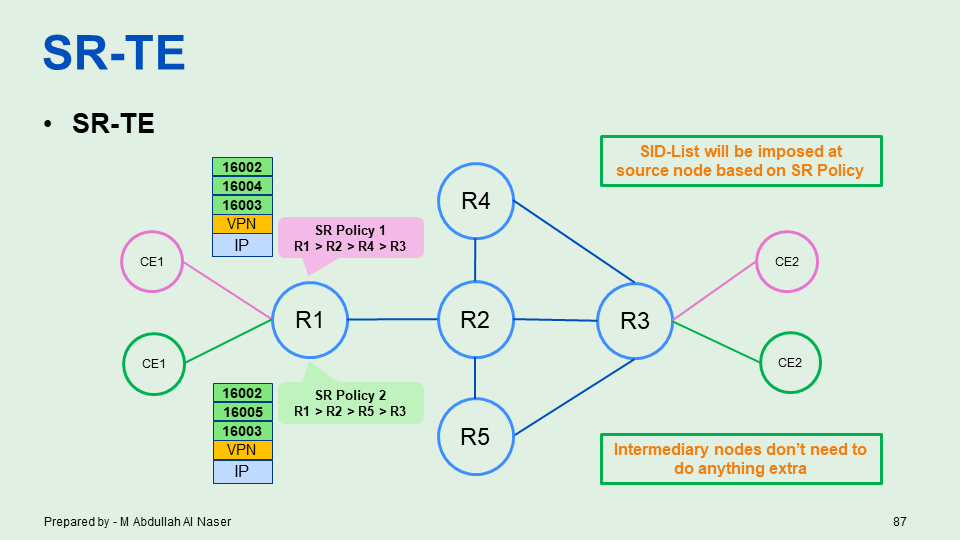 SR-TE
• SR-TE
SID-List will be imposed at
source node based on SR Policy
16002
16004
16003
VPN
IP
SR Policy 1
R1 > R2 > R4 > R3
R4
CE1
CE2
R1
R2
R3
CE1
CE2
16002
16005
16003
VPN
IP
SR Policy 2
R1 > R2 > R5 > R3
R5
Intermediary nodes don’t need to
do anything extra
Prepared by - M Abdullah Al Naser
87